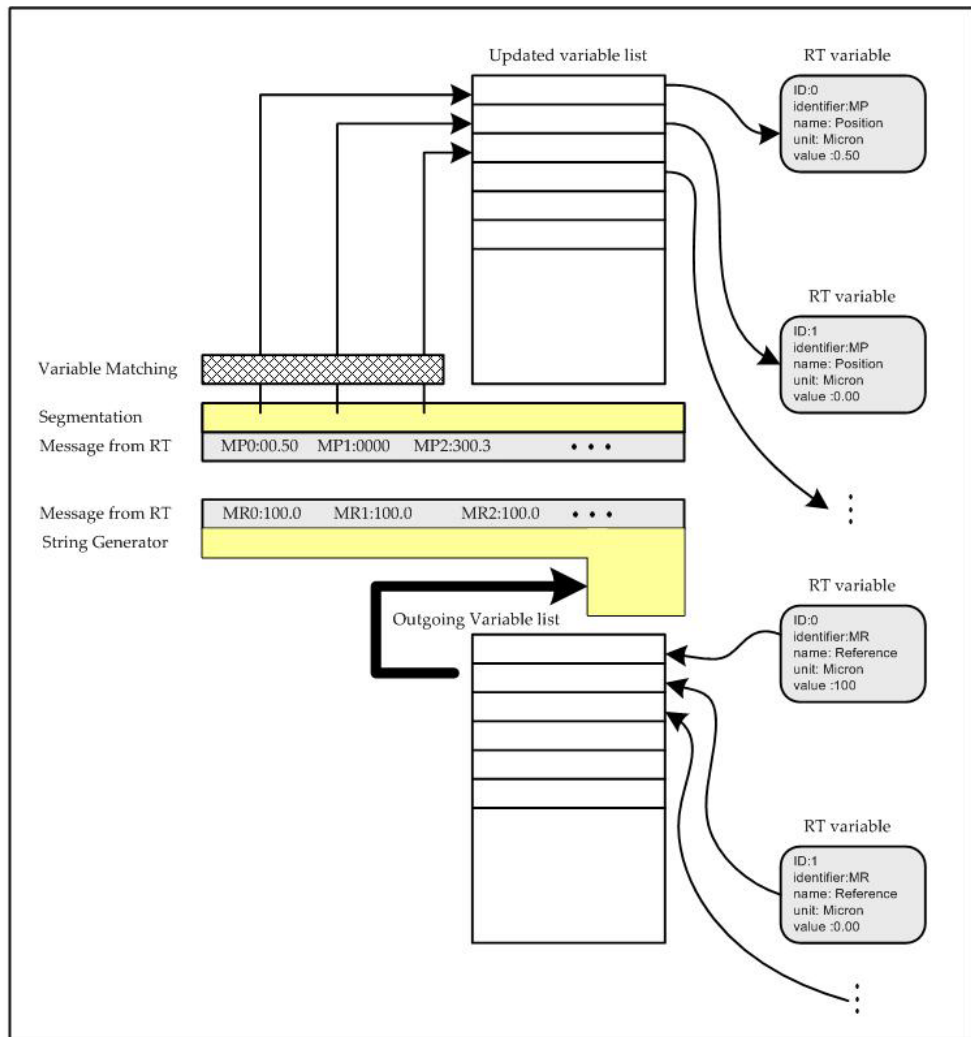 Updated variable list
RT variable
ID:0
identifier:MP
name: Position
unit: Micron
value :0.50
RT variable
ID:1
identifier:MP
name: Position
unit: Micron
value :0.00
Variable Matching
Segmentation
Message from RT
MP0:00.50 MP1:0000 MP2:300.3 • • •
Message from RT
MR0:100.0 MR1:100.0 MR2:100.0 • • •
String Generator
Outgoing Variable list
RT variable
ID:0
identifier:MR
name: Reference
unit: Micron
value :100
RT variable
ID:1
identifier:MR
name: Reference
unit: Micron
value :0.00